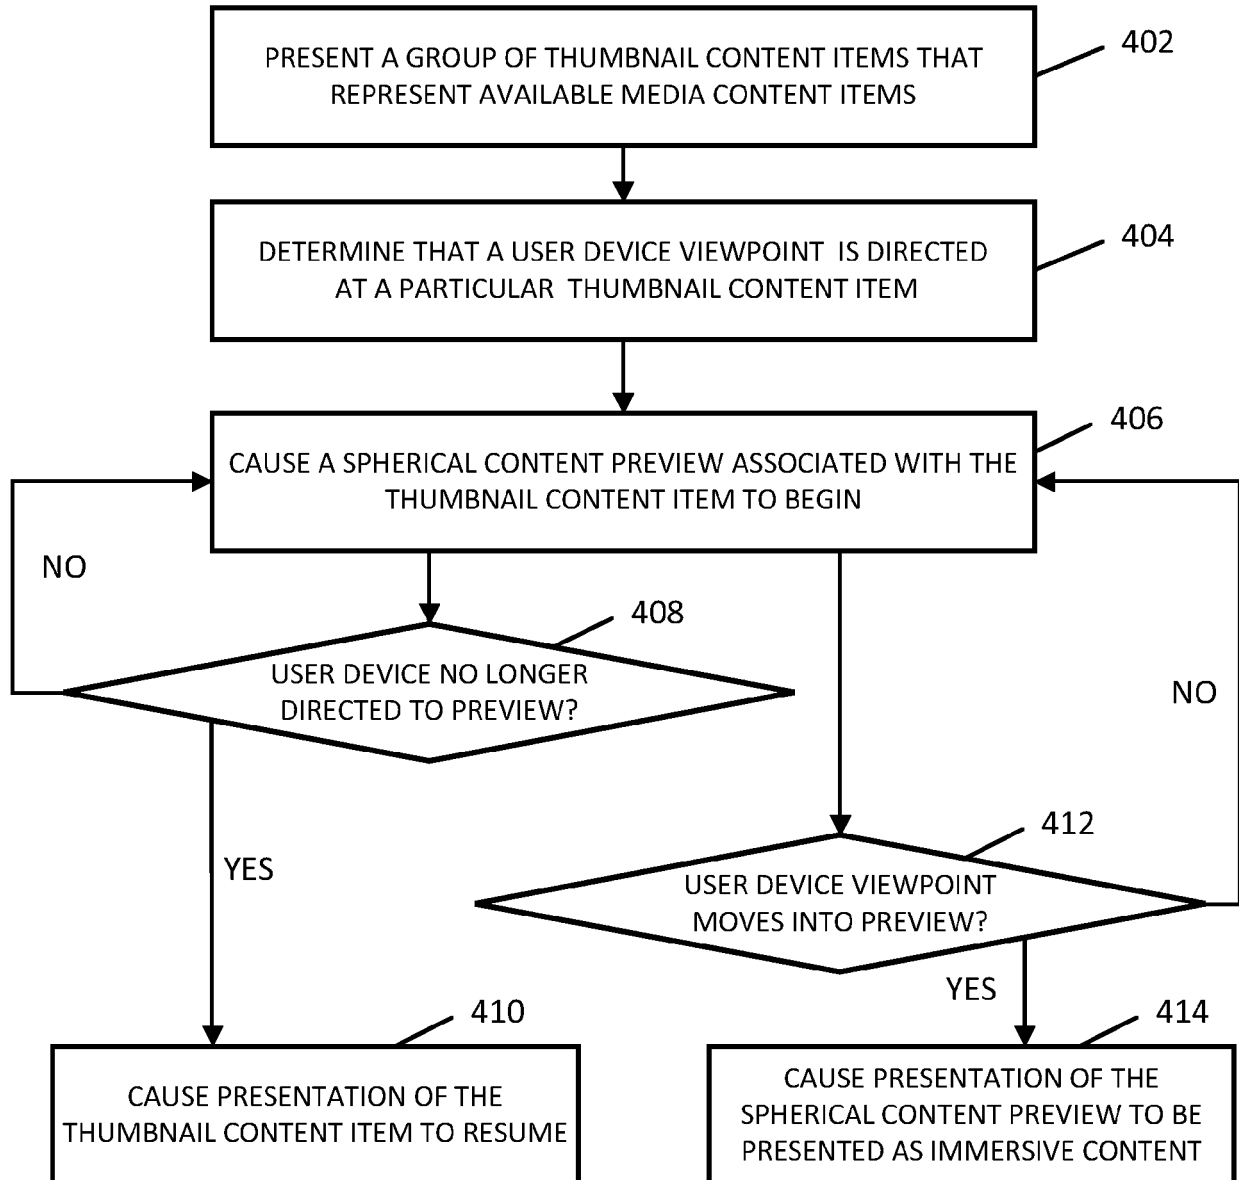 402
PRESENT A GROUP OF THUMBNAIL CONTENT ITEMS THAT
REPRESENT AVAILABLE MEDIA CONTENT ITEMS
404
DETERMINE THAT A USER DEVICE VIEWPOINT IS DIRECTED
AT A PARTICULAR THUMBNAIL CONTENT ITEM
406
CAUSE A SPHERICAL CONTENT PREVIEW ASSOCIATED WITH THE
THUMBNAIL CONTENT ITEM TO BEGIN
NO
408
USER DEVICE NO LONGER
DIRECTED TO PREVIEW?
NO
412
YES
USER DEVICE VIEWPOINT
MOVES INTO PREVIEW?
YES
410
CAUSE PRESENTATION OF THE
THUMBNAIL CONTENT ITEM TO RESUME
414
CAUSE PRESENTATION OF THE
SPHERICAL CONTENT PREVIEW TO BE
PRESENTED AS IMMERSIVE CONTENT